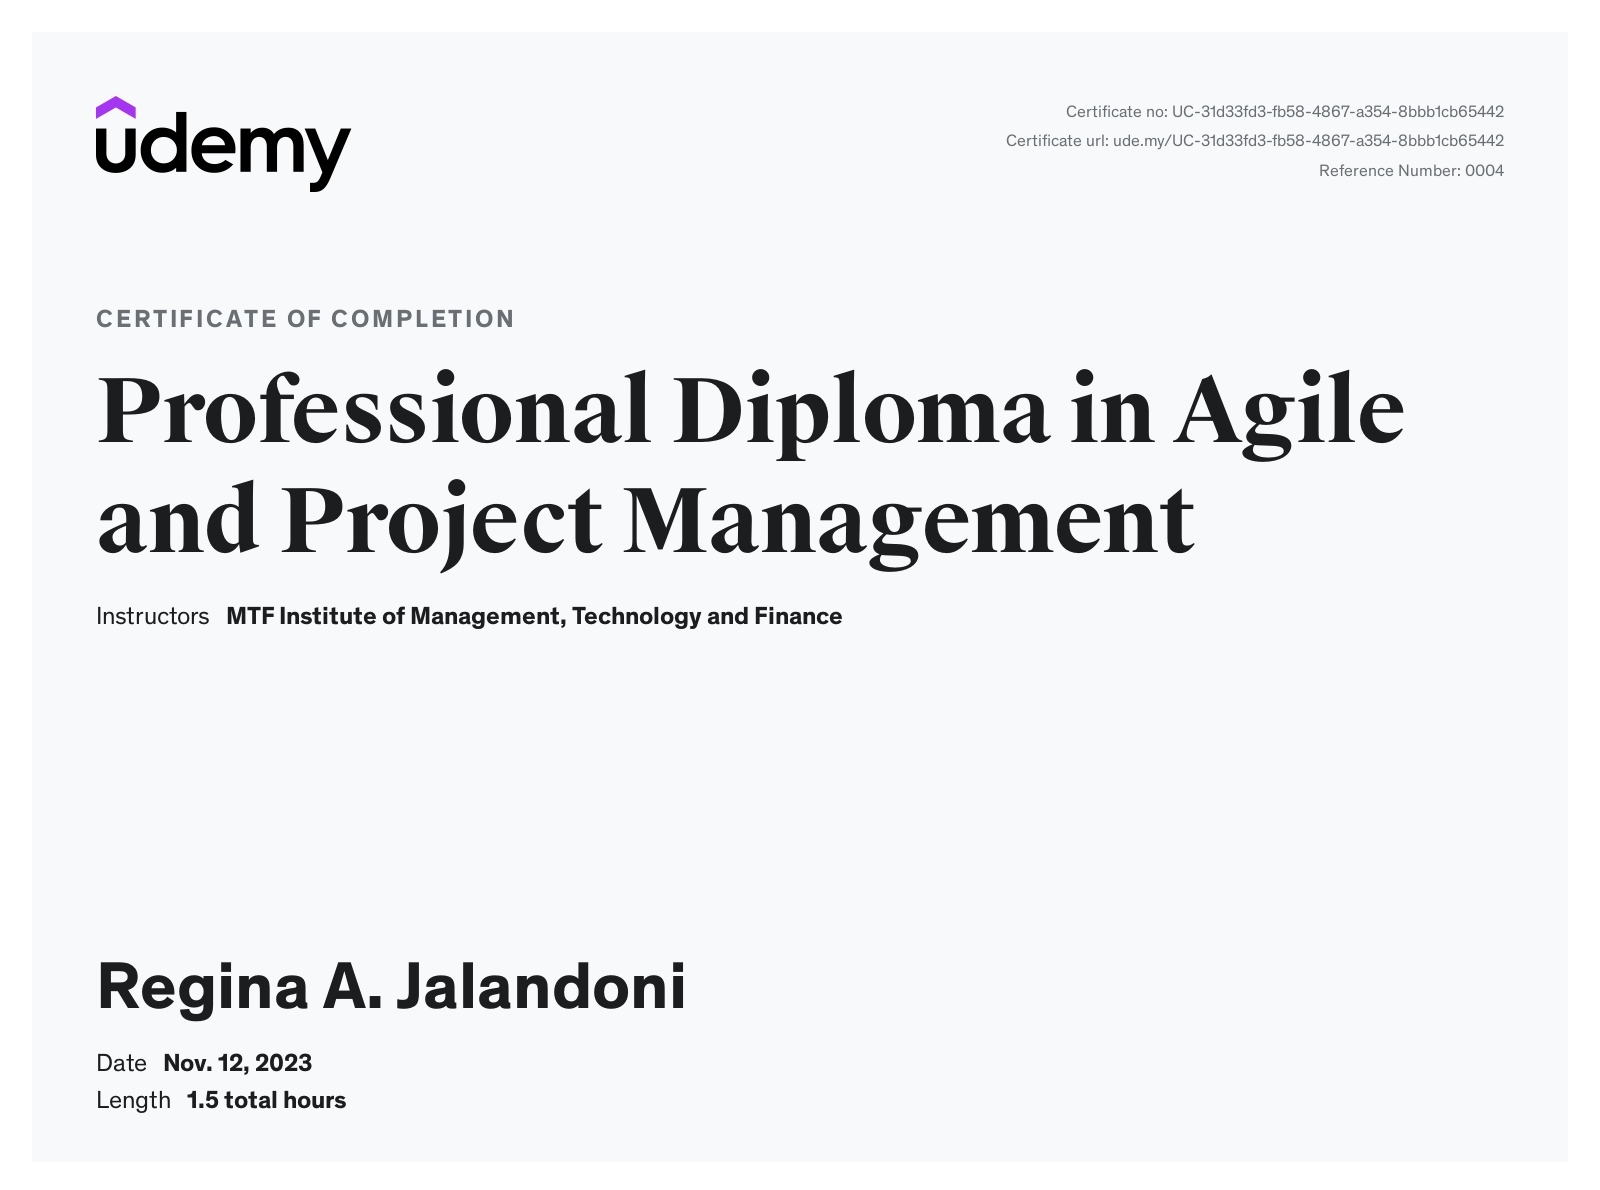 udemy
Certificate no: UC-31d33fd3-fb58-4867-a354-8bbb1cb65442
Certificate url: ude.my/UC-31d33fd3-fb58-4867-a354-8bbb1cb65442
Reference Number: 0004
CERTIFICATE OF COMPLETION
Professional Diploma in Agile
and Project Management
Instructors MTF Institute of Management, Technology and Finance
Regina A. Jalandoni
Date Nov. 12, 2023
Length 1.5 total hours